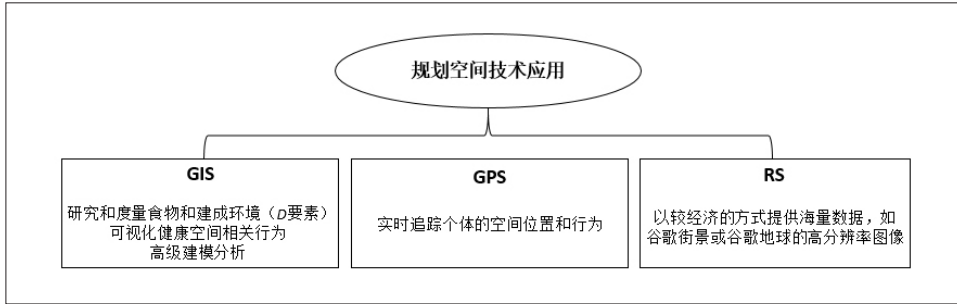 规划空间技术应用
GIS
研究和度量食物和建成环境（D要素）
可视化健康空间相关行为
高级建模分析
GPS
实时追踪个体的空间位置和行为
RS
以较经济的方式提供海量数据，如
谷歌街景或谷歌地球的高分辨率图像